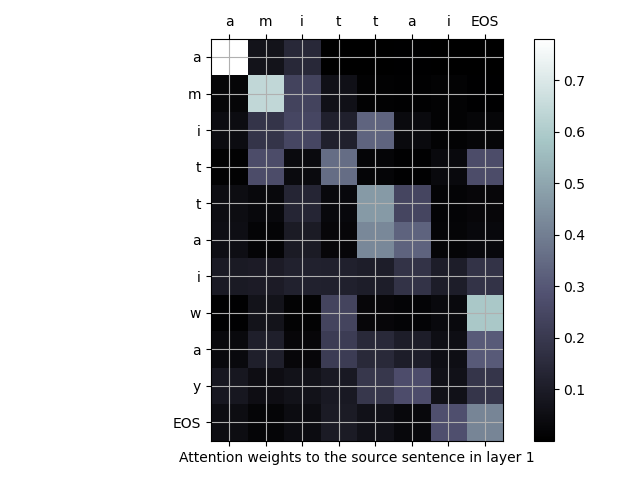 a m i t t a i EOS
a
m
i
t
t
a
i
w
a
y
EOS
0.7
0.6
0.5
0.4
0.3
0.2
0.1
Attention weights to the source sentence in layer 1